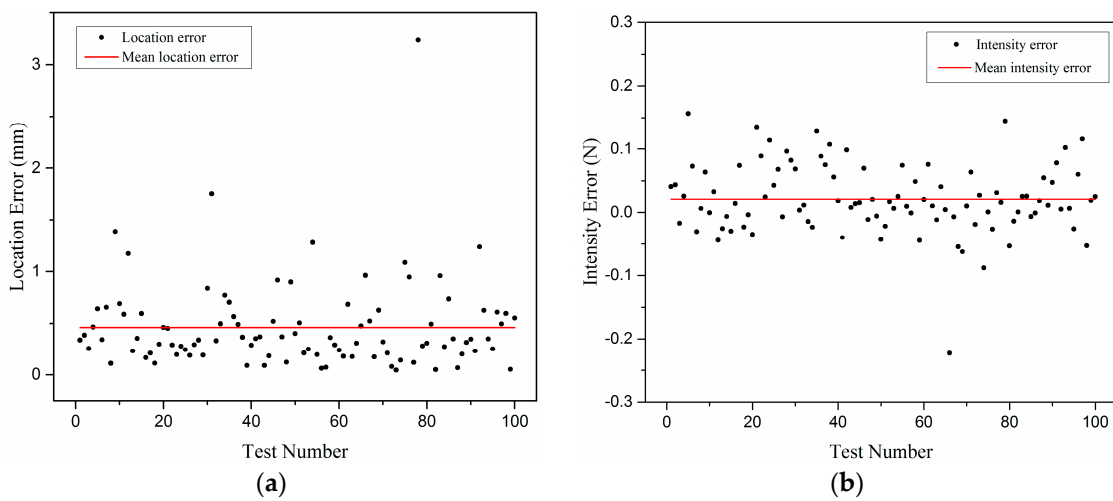 Location error
Mean location error
3
2
1
0
Location Error (mm)
0 20 40 60 80 100
Test Number
(a)
Intensity error
Mean intensity error
0.3
0.2
0.1
0.0
-0.1
-0.2
-0.3
Intensity Error (N)
0 20 40 60 80 100
Test Number
(b)